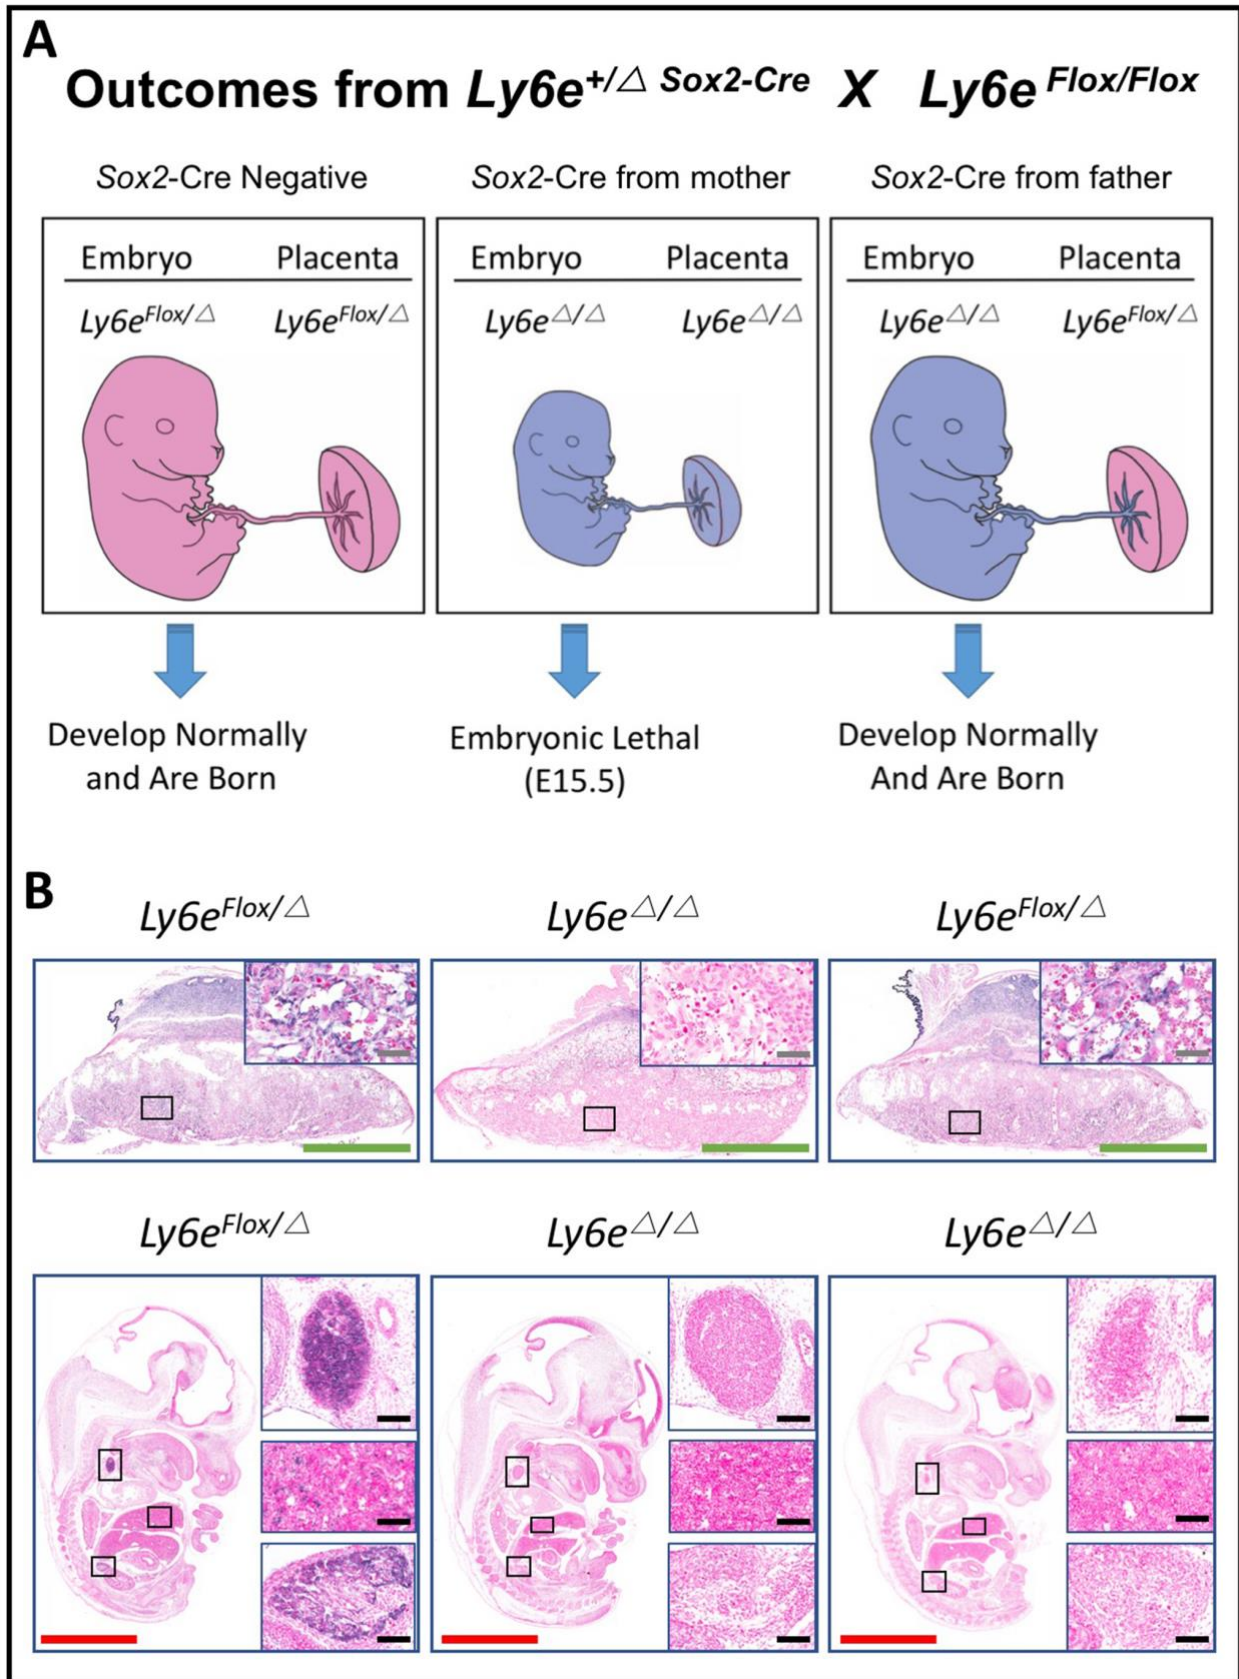 A
Outcomes from Ly6e+/△ Sox2-Cre X Ly6e Flox/Flox
Sox2-Cre Negative
Sox2-Cre from mother
Sox2-Cre from father
Embryo Placenta
Ly6eFlox/△ Ly6eFlox/△
Embryo Placenta
Ly6e△/△ Ly6e△/△
Embryo Placenta
Ly6e△/△ Ly6eFlox/△
Develop Normally
and Are Born
Embryonic Lethal
(E15.5)
Develop Normally
And Are Born
B
Ly6eFlox/△
Ly6e△/△
Ly6eFlox/△
Ly6eFlox/△
Ly6e△/△
Ly6e△/△